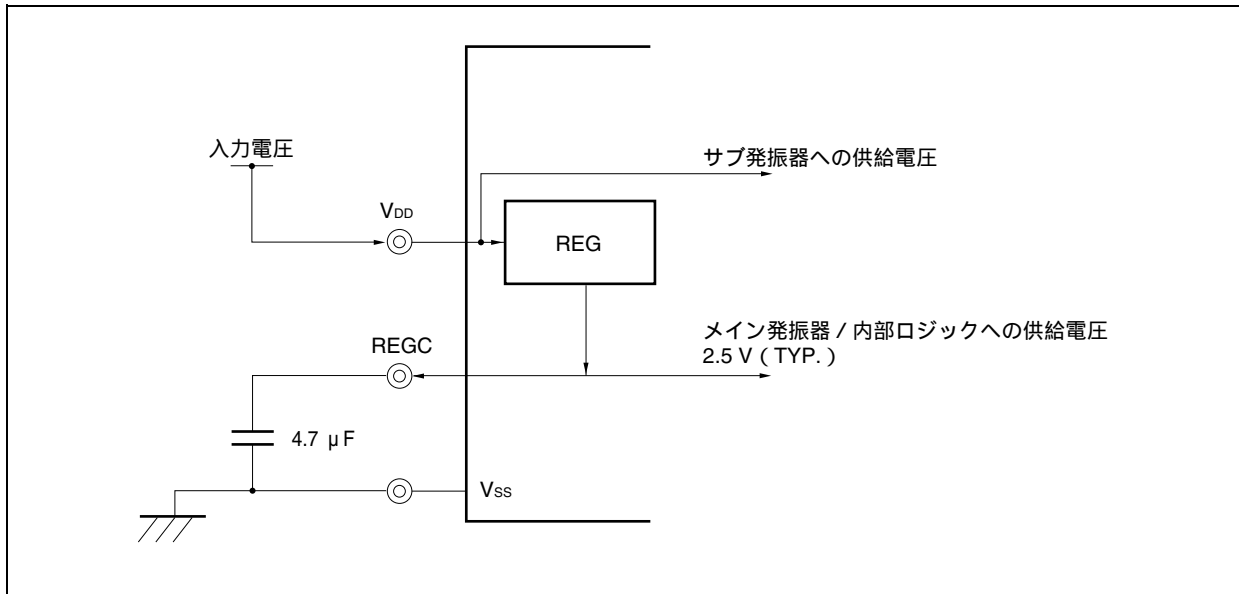 入力電圧
サブ発振器への供給電圧
VDD
REG
メイン発振器 / 内部ロジックへの供給電圧
2.5 V ( TYP. )
REGC
4.7 μF
VSS